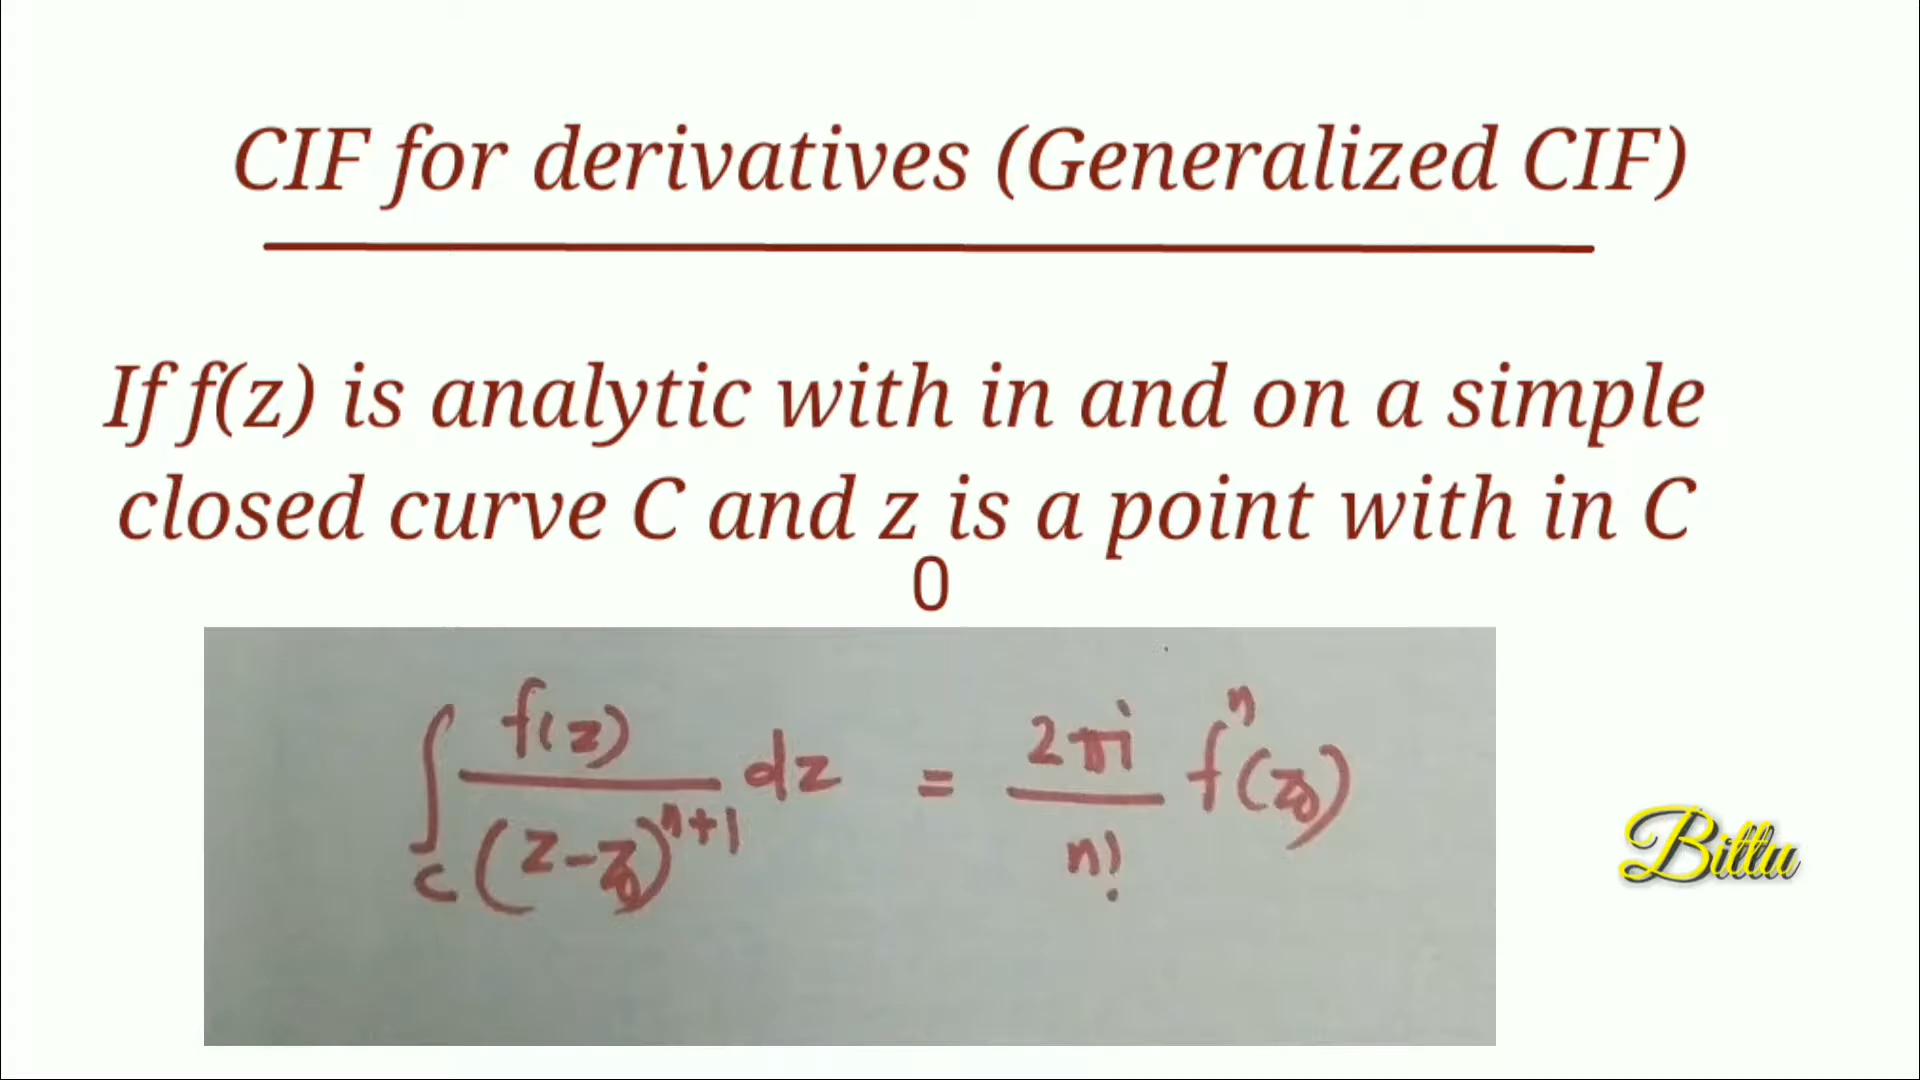 CIF for derivatives (Generalized CIF)
If f(z) is analytic with in and on a simple
closed curve C and z is a point with in C
0
∫ f(z) dz = 2πi fⁿ(z₀)
C (z-z₀)ⁿ⁺¹ n!
Bittu